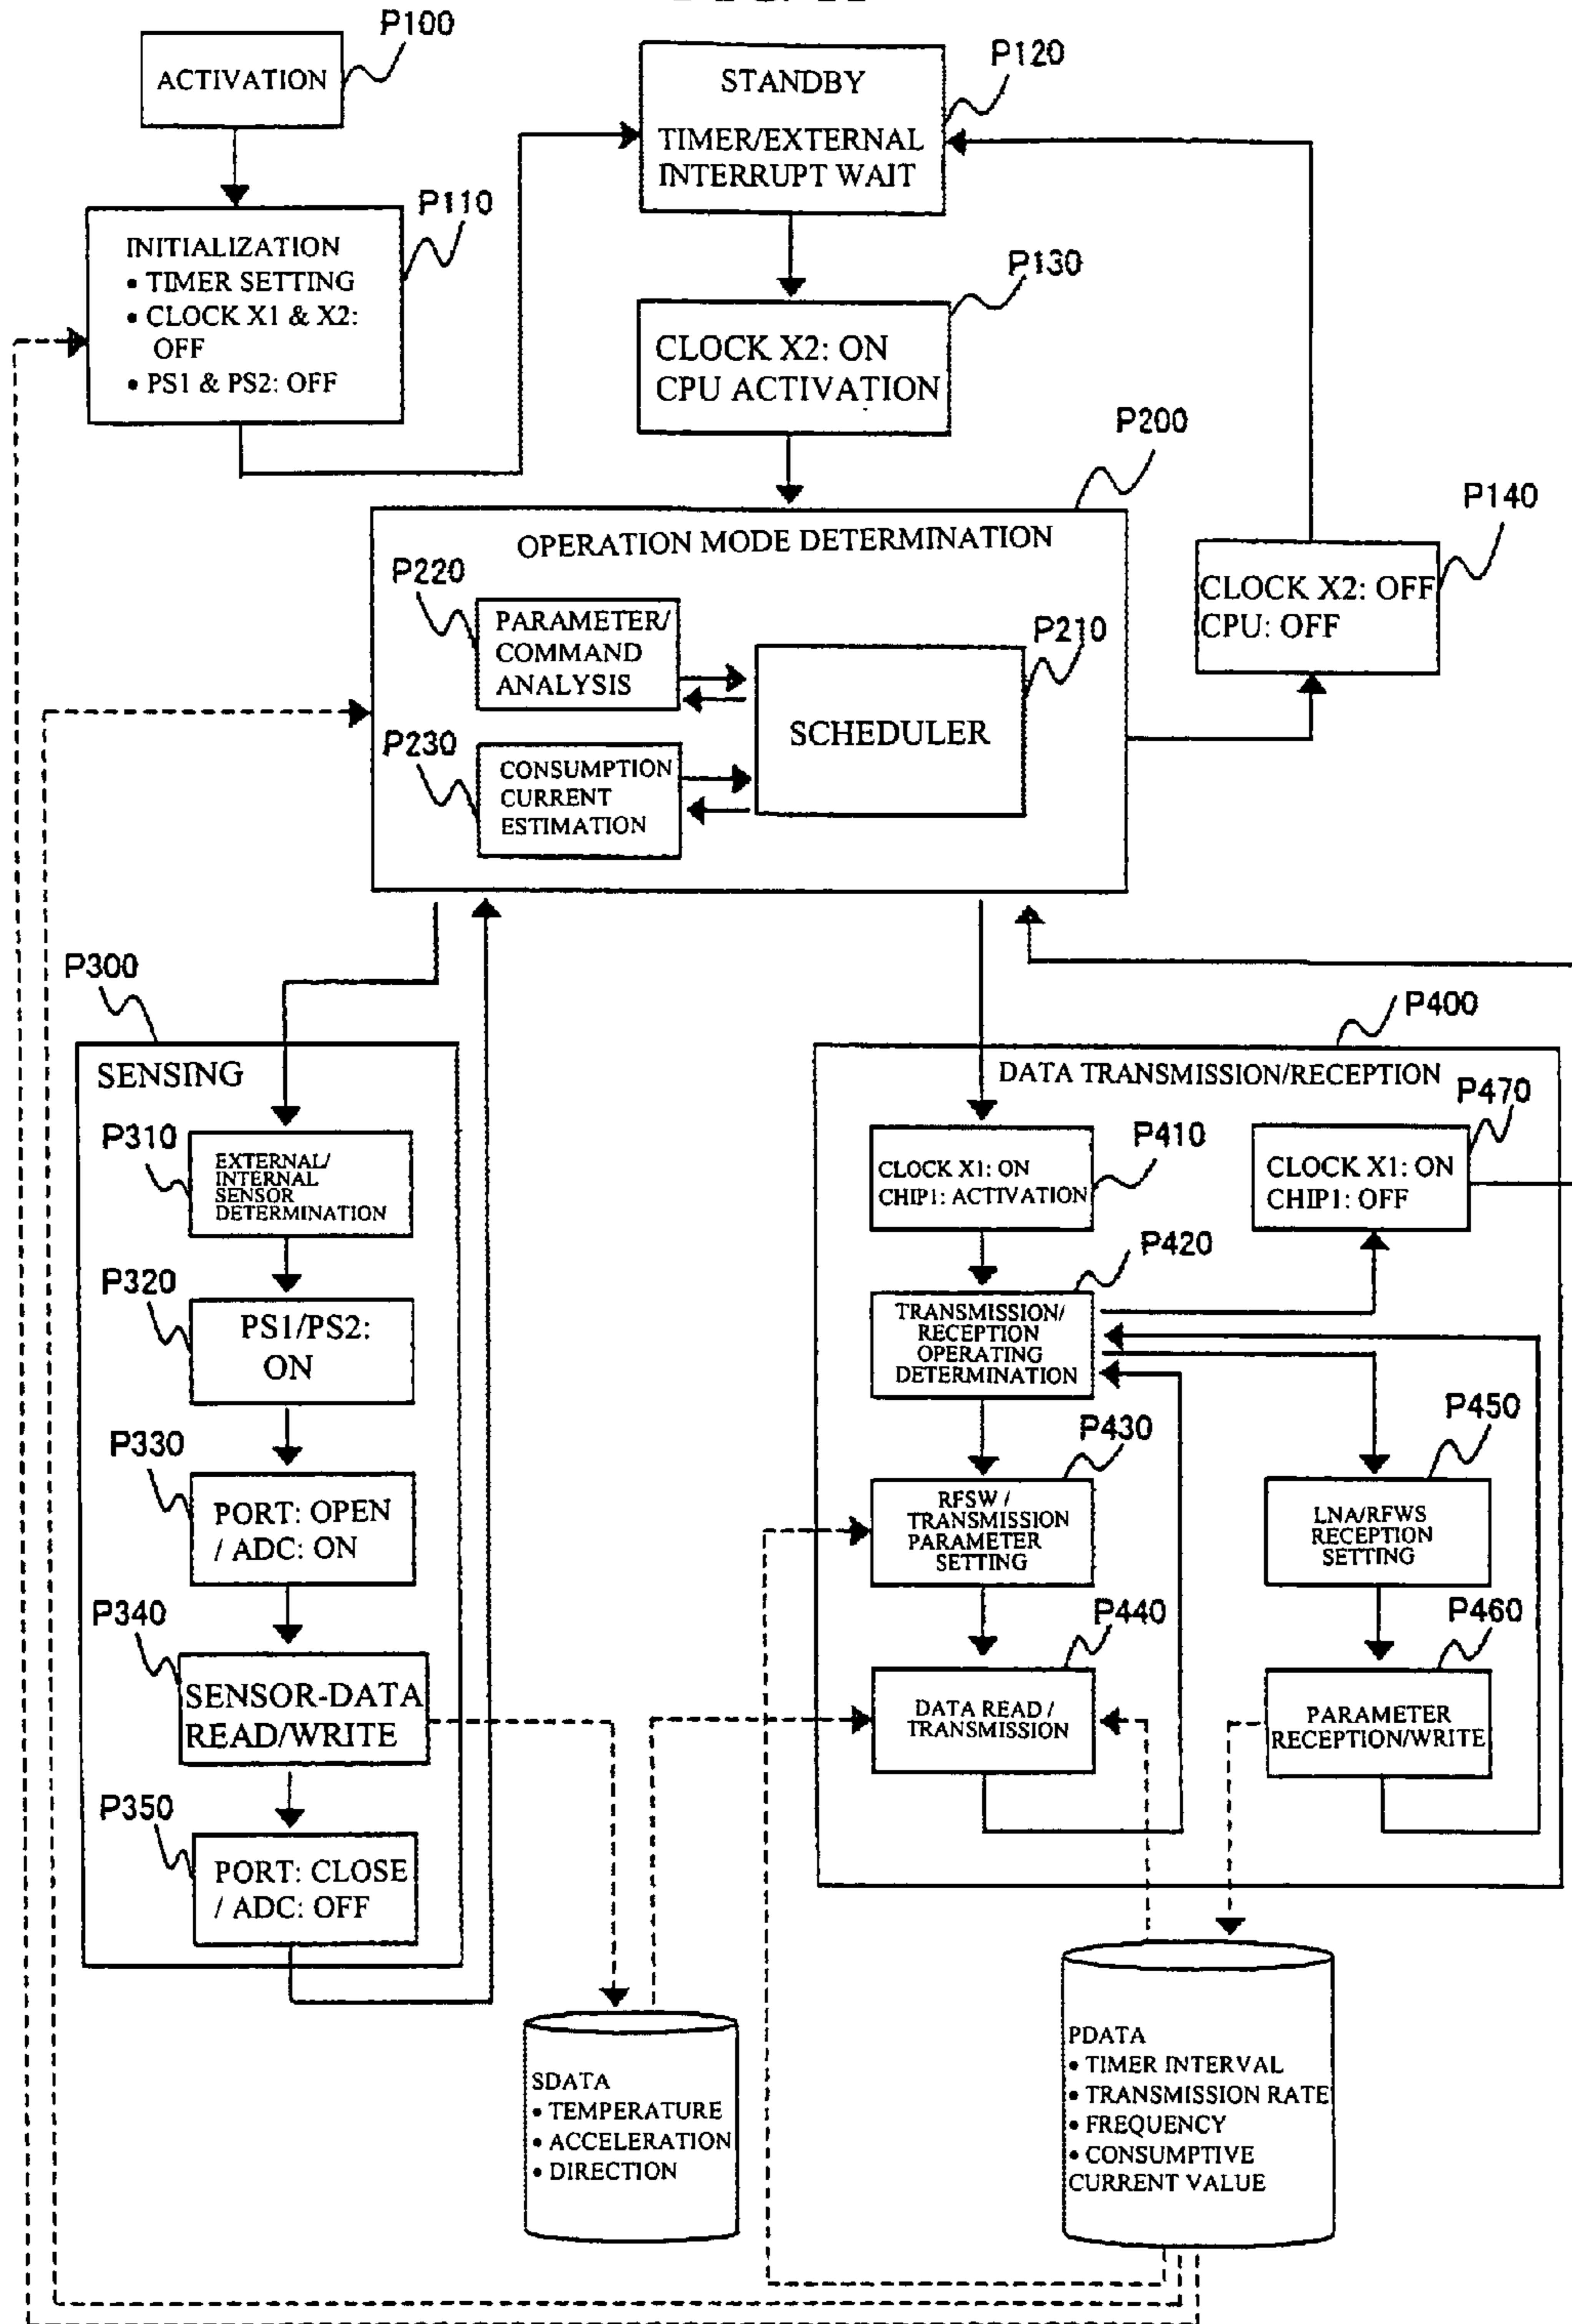 P100
ACTIVATION
P120
STANDBY
TIMER/EXTERNAL
INTERRUPT WAIT
P110
INITIALIZATION
• TIMER SETTING
• CLOCK X1 & X2:
OFF
• PS1 & PS2: OFF
P130
CLOCK X2: ON
CPU ACTIVATION
P200
OPERATION MODE DETERMINATION
P140
CLOCK X2: OFF
CPU: OFF
P220
PARAMETER/
COMMAND
ANALYSIS
P210
SCHEDULER
P230
CONSUMPTION
CURRENT
ESTIMATION
P300
SENSING
P310
EXTERNAL/
INTERNAL
SENSOR
DETERMINATION
P320
PS1/PS2:
ON
P330
PORT: OPEN
/ ADC: ON
P340
SENSOR-DATA
READ/WRITE
P350
PORT: CLOSE
/ ADC: OFF
P400
DATA TRANSMISSION/RECEPTION
P410
CLOCK X1: ON
CHIP1: ACTIVATION
P470
CLOCK X1: ON
CHIP1: OFF
P420
TRANSMISSION/
RECEPTION
OPERATING
DETERMINATION
P430
RFSW /
TRANSMISSION
PARAMETER
SETTING
P450
LNA/RFWS
RECEPTION
SETTING
P440
DATA READ /
TRANSMISSION
P460
PARAMETER
RECEPTION/WRITE
SDATA
• TEMPERATURE
• ACCELERATION
• DIRECTION
PDATA
• TIMER INTERVAL
• TRANSMISSION RATE
• FREQUENCY
• CONSUMPTIVE
CURRENT VALUE